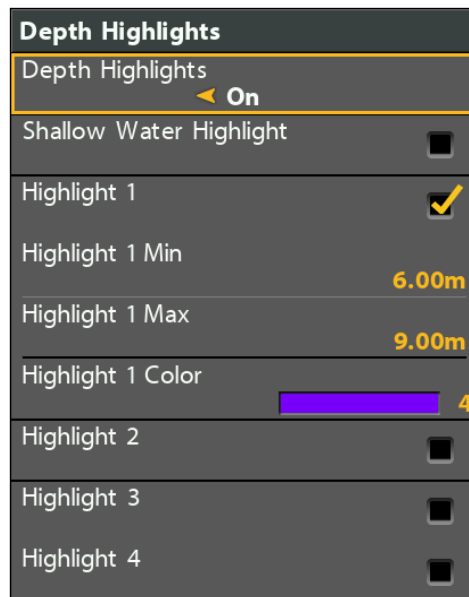 Depth Highlights
Depth Highlights
On
Shallow Water Highlight
Highlight 1
Highlight 1 Min
6.00m
Highlight 1 Max
9.00m
Highlight 1 Color
4
Highlight 2
Highlight 3
Highlight 4